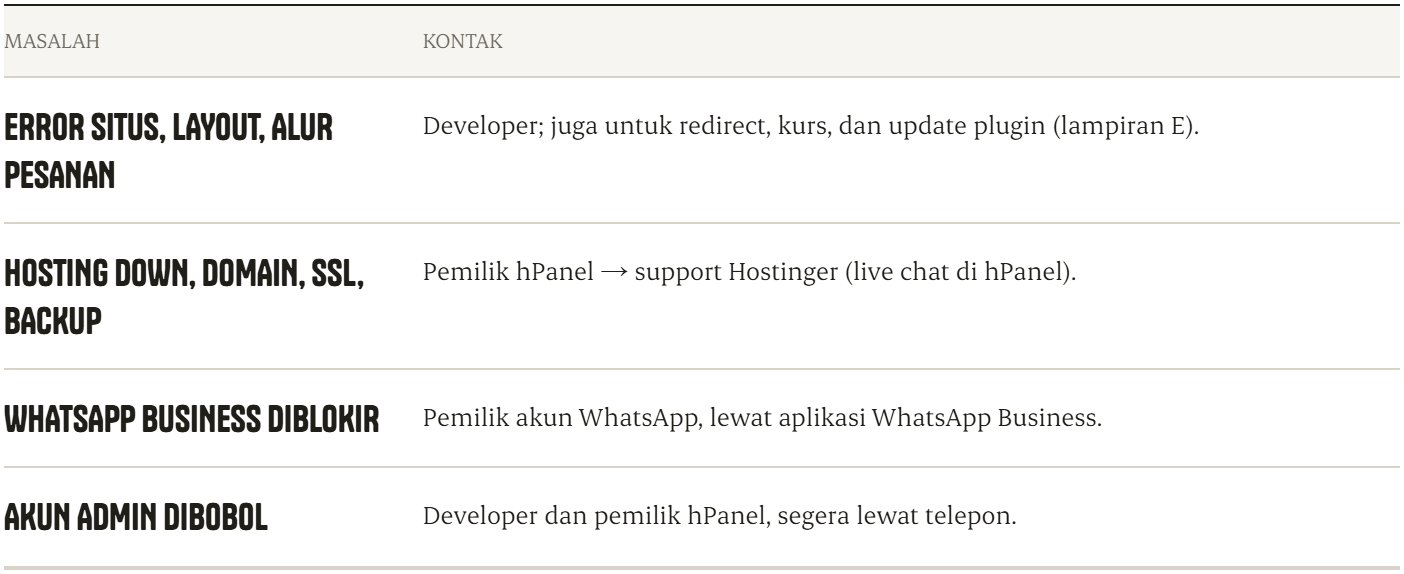 MASALAH KONTAK
ERROR SITUS, LAYOUT, ALUR PESANAN
Developer; juga untuk redirect, kurs, dan update plugin (lampiran E).
HOSTING DOWN, DOMAIN, SSL, BACKUP
Pemilik hPanel → support Hostinger (live chat di hPanel).
WHATSAPP BUSINESS DIBLOKIR
Pemilik akun WhatsApp, lewat aplikasi WhatsApp Business.
AKUN ADMIN DIBOBOL
Developer dan pemilik hPanel, segera lewat telepon.